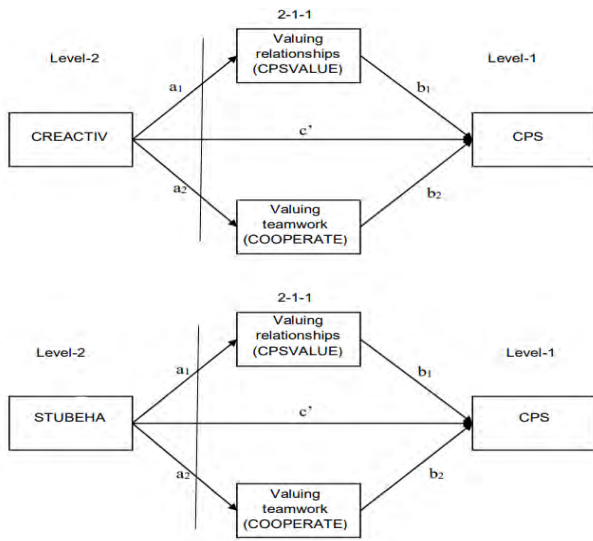 2-1-1
Level-2
Valuing
relationships
(CPSVALUE)
Level-1
a1
b1
CREACTIV
c'
CPS
a2
b2
Valuing
teamwork
(COOPERATE)
2-1-1
Level-2
Valuing
relationships
(CPSVALUE)
Level-1
a1
b1
STUBEHA
c'
CPS
a2
b2
Valuing
teamwork
(COOPERATE)